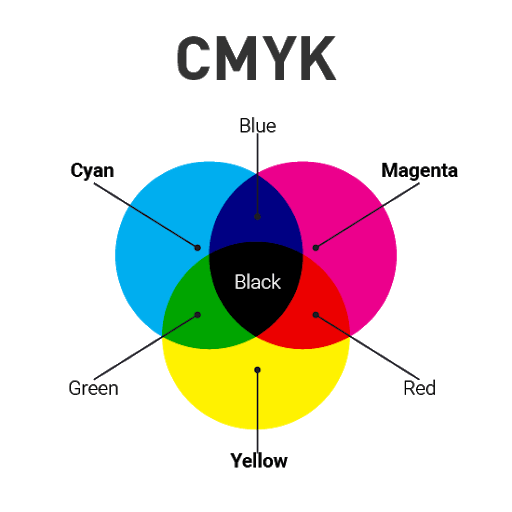 CMYK
Blue
Cyan
Magenta
Black
Green
Red
Yellow